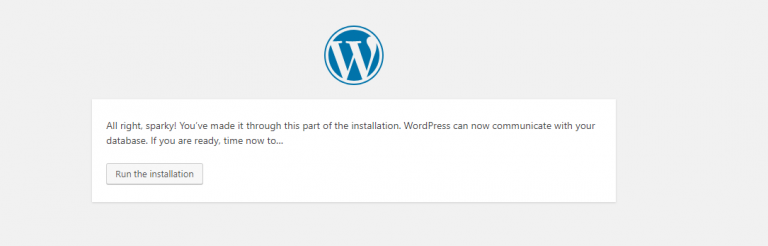 All right, sparky! You've made it through this part of the installation. WordPress can now communicate with your
database. If you are ready, time now to…
Run the installation